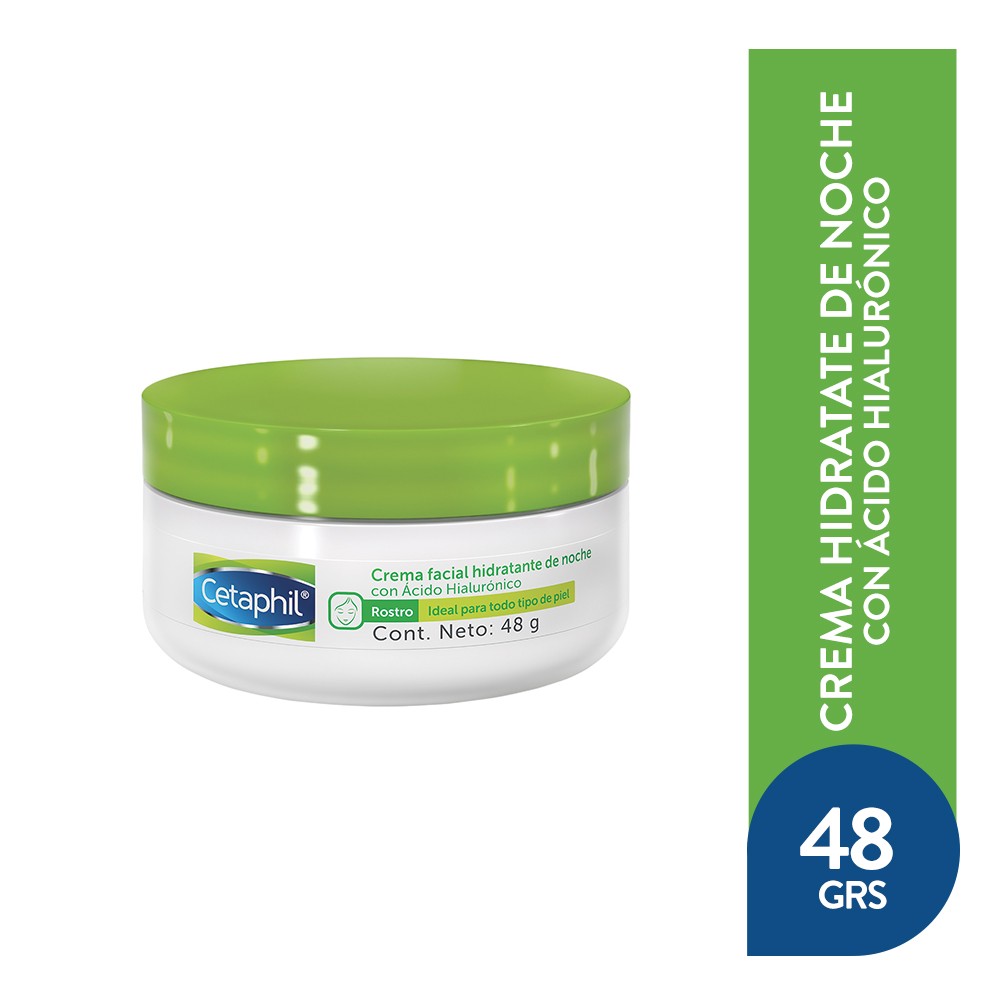 Cetaphil®
Crema facial hidratante de noche
con Ácido Hialurónico
Rostro
Ideal para todo tipo de piel
Cont. Neto: 48 g
CREMA HIDRATATE DE NOCHE
CON ÁCIDO HIALURÓNICO
48
GRS